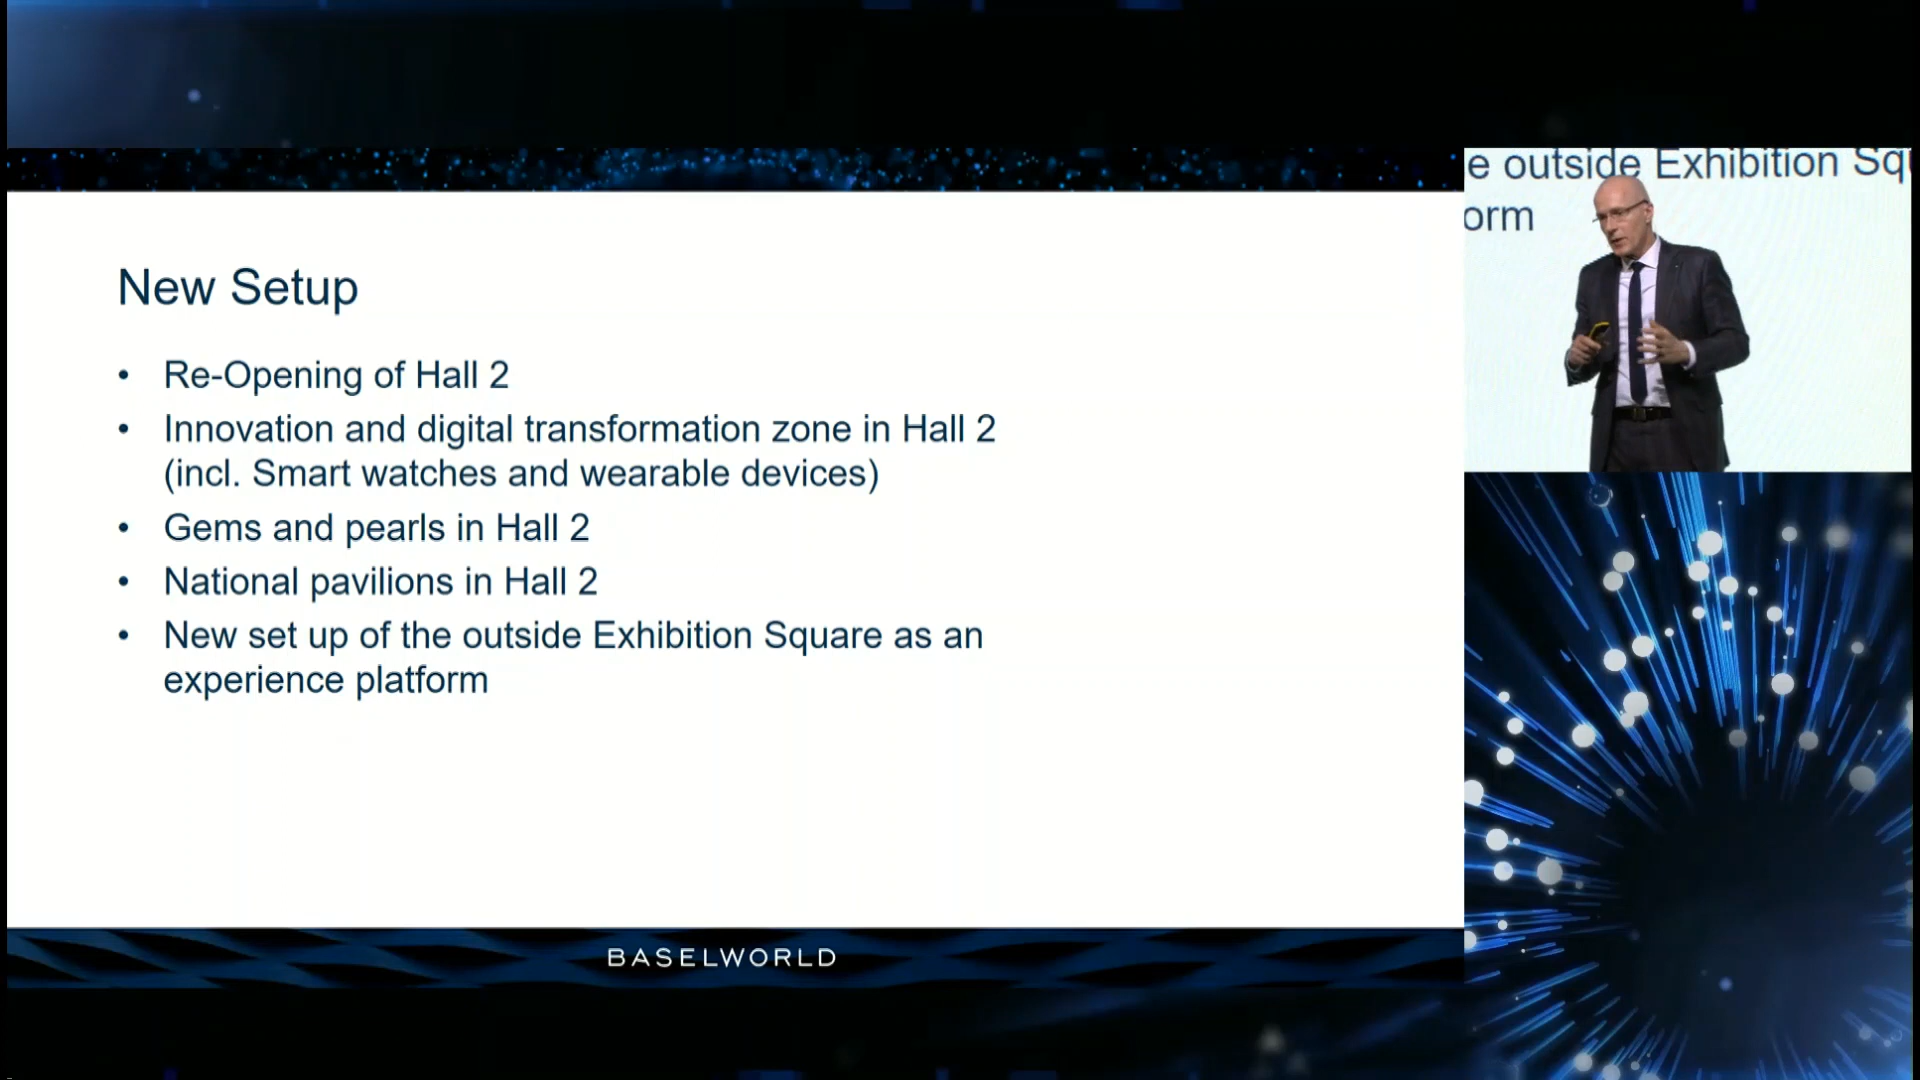 New Setup
• Re-Opening of Hall 2
• Innovation and digital transformation zone in Hall 2
(incl. Smart watches and wearable devices)
• Gems and pearls in Hall 2
• National pavilions in Hall 2
• New set up of the outside Exhibition Square as an
experience platform
BASELWORLD
e outside Exhibition Squ
orm